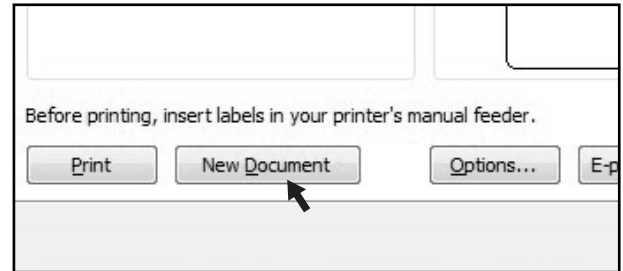 Before printing, insert labels in your printer's manual feeder.
Print New Document Options... E-p